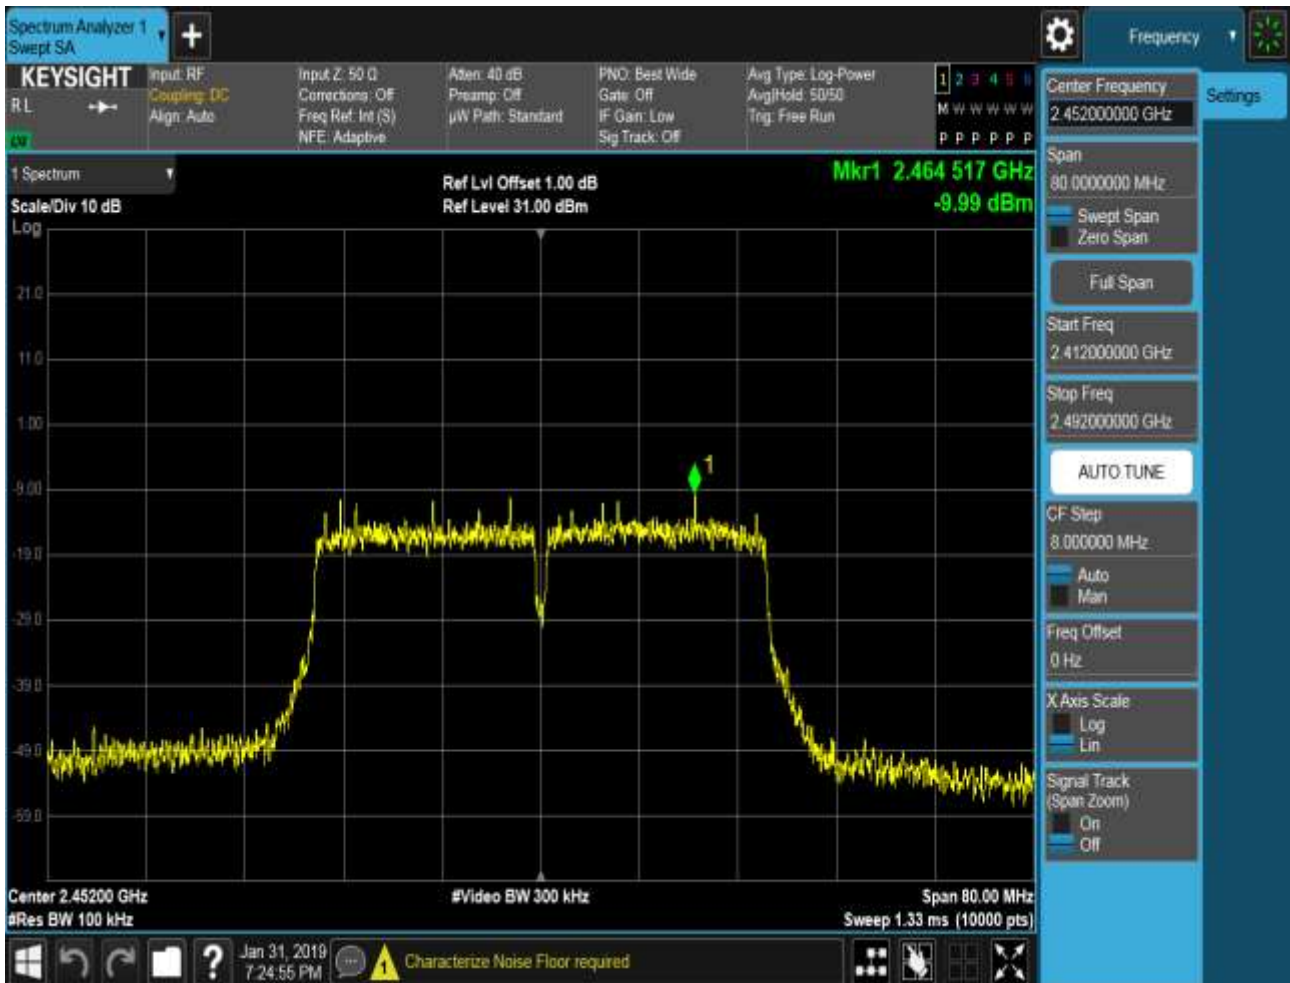 Spectrum Analyzer 1
Swept SA
Frequency
KEYSIGHT
R L
Input: RF
Coupling: DC
Align: Auto
Input Z: 50 Ω
Corrections: Off
Freq Ref: Int (S)
NFE: Adaptive
Atten: 40 dB
Preamp: Off
µW Path: Standard
PNO: Best Wide
Gate: Off
IF Gain: Low
Sig Track: Off
Avg Type: Log-Power
Avg|Hold: 50/50
Trig: Free Run
1 2 3 4 5 6
M W W W W W
P P P P P P
1 Spectrum
Scale/Div 10 dB
Ref Lvl Offset 1.00 dB
Ref Level 31.00 dBm
Mkr1 2.464 517 GHz
-9.99 dBm
Log
21.0
11.0
1.00
-9.00
-19.0
-29.0
-39.0
-49.0
-59.0
1
Center 2.45200 GHz
#Res BW 100 kHz
#Video BW 300 kHz
Span 80.00 MHz
Sweep 1.33 ms (10000 pts)
Center Frequency
2.452000000 GHz
Settings
Span
80.0000000 MHz
Swept Span
Zero Span
Full Span
Start Freq
2.412000000 GHz
Stop Freq
2.492000000 GHz
AUTO TUNE
CF Step
8.000000 MHz
Auto
Man
Freq Offset
0 Hz
X Axis Scale
Log
Lin
Signal Track
(Span Zoom)
On
Off
?
Jan 31, 2019
7:24:55 PM
1
Characterize Noise Floor required